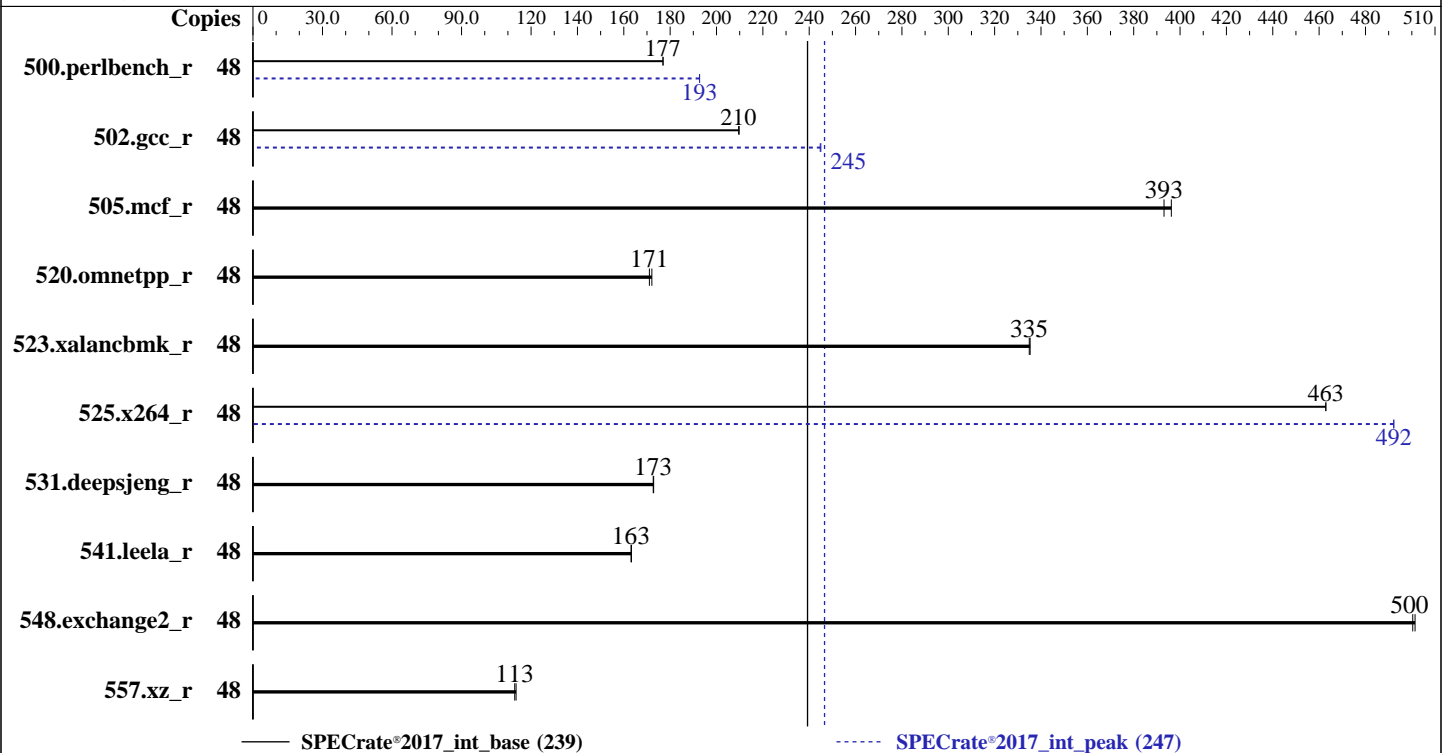 Copies 0 30.0 60.0 90.0 120 140 160 180 200 220 240 260 280 300 320 340 360 380 400 420 440 460 480 510
500.perlbench_r 48 177
193
502.gcc_r 48 210
245
505.mcf_r 48 393
520.omnetpp_r 48 171
523.xalancbmk_r 48 335
525.x264_r 48 463
492
531.deepsjeng_r 48 173
541.leela_r 48 163
548.exchange2_r 48 500
557.xz_r 48 113
SPECrate®2017_int_base (239) SPECrate®2017_int_peak (247)